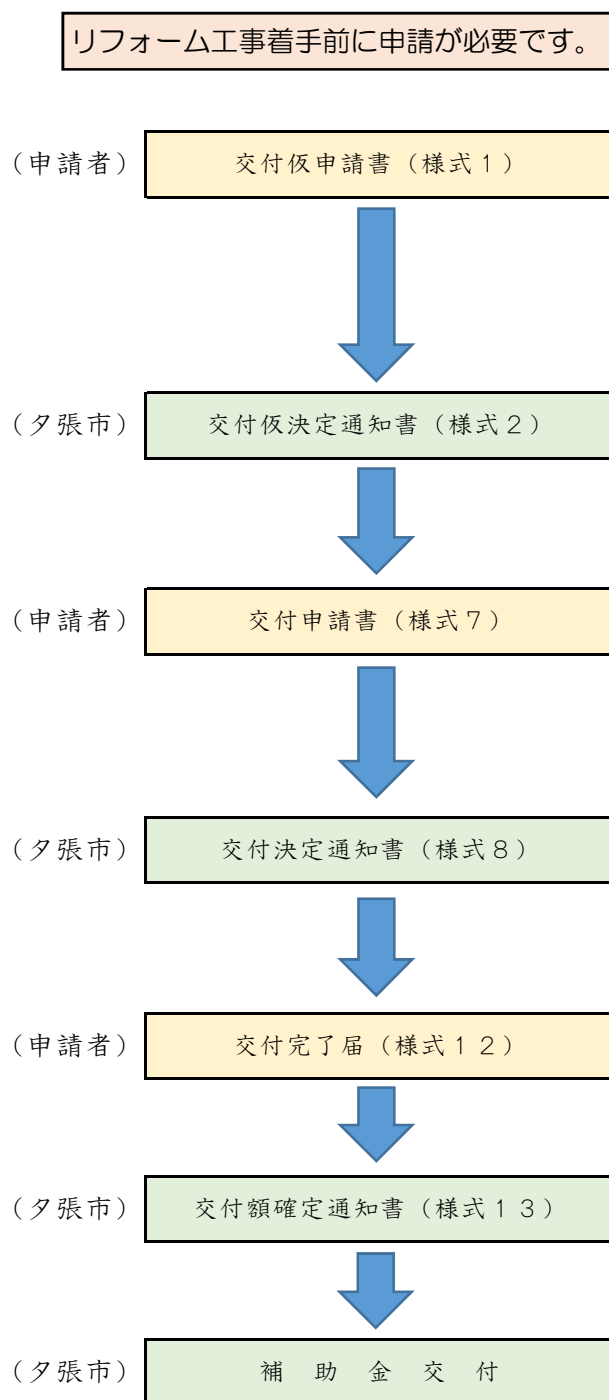 リフォーム工事着手前に申請が必要です。
（申請者） 交付仮申請書（様式１）
（夕張市） 交付仮決定通知書（様式２）
（申請者） 交付申請書（様式７）
（夕張市） 交付決定通知書（様式８）
（申請者） 交付完了届（様式１２）
（夕張市） 交付額確定通知書（様式１３）
（夕張市） 補　助　金　交　付